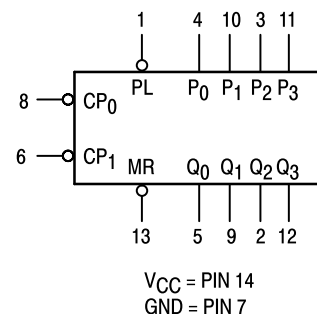 1 4 10 3 11
PL P0 P1 P2 P3
8 CP0
6 CP1
MR Q0 Q1 Q2 Q3
13 5 9 2 12
VCC = PIN 14
GND = PIN 7